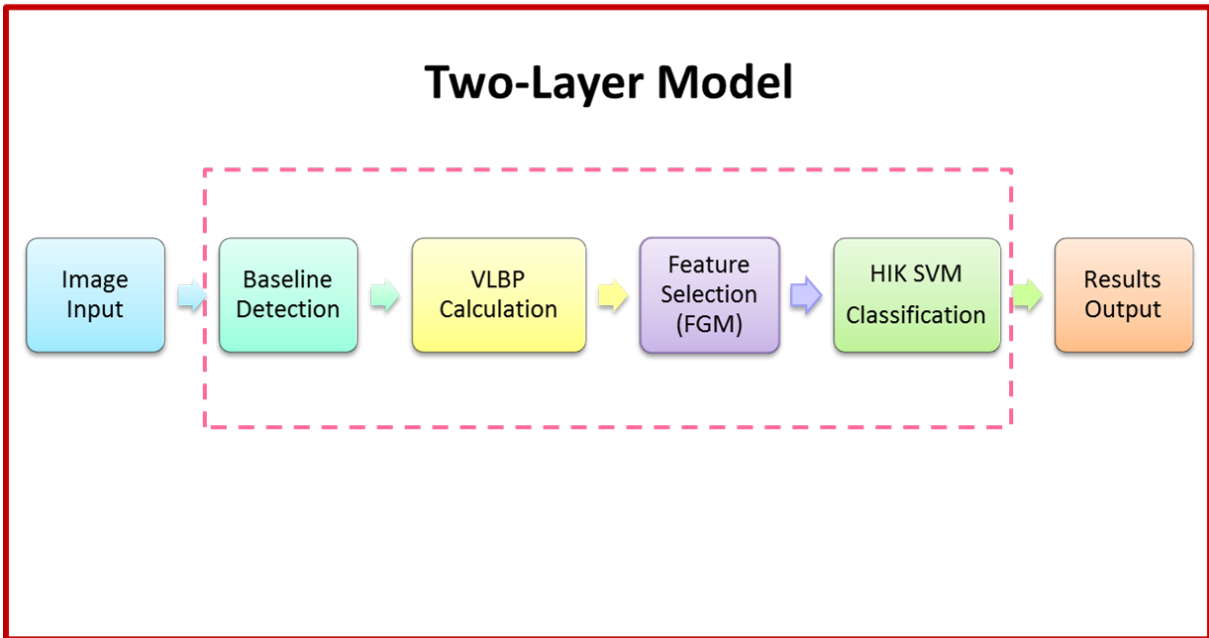 Two-Layer Model
Image
Input
Baseline
Detection
VLBP
Calculation
Feature
Selection
(FGM)
HIK SVM
Classification
Results
Output